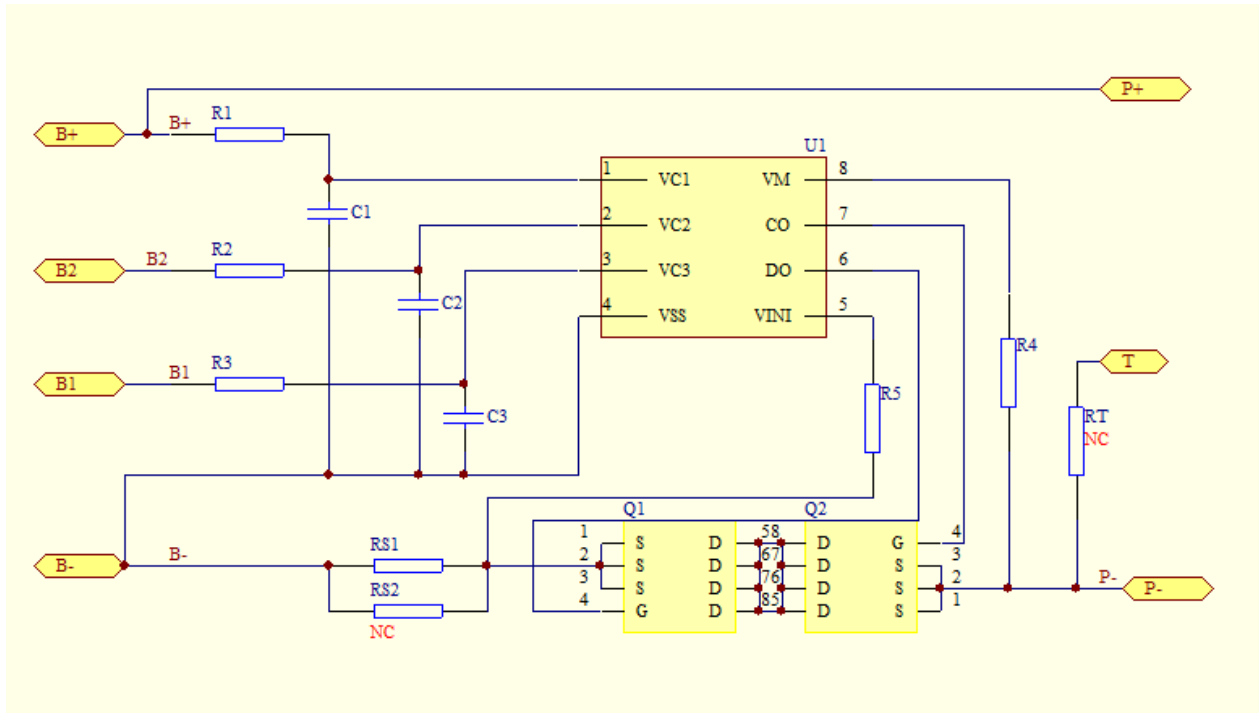 P+
R1
B+
B+
U1
1
VC1
VM
8
C1
2
VC2
CO
7
R2
B2
B2
3
VC3
DO
6
C2
4
VSS
VINI
5
R4
R3
B1
B1
T
R5
C3
RT
NC
Q1
Q2
1
S
D
58
D
G
4
B-
B-
RS1
2
S
D
67
D
S
3
3
S
D
76
D
S
2
P-
P-
RS2
4
G
D
85
D
S
1
NC